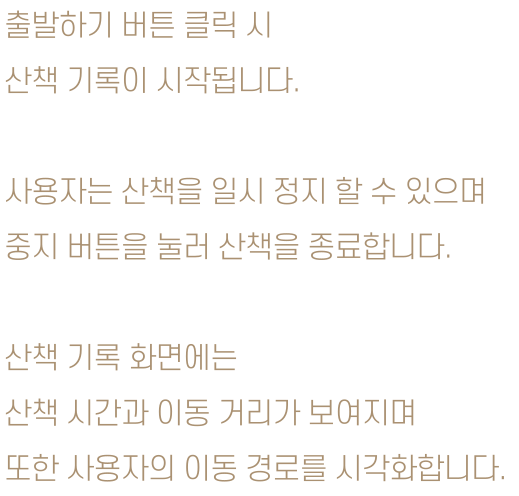 출발하기 버튼 클릭 시
산책 기록이 시작됩니다.
사용자는 산책을 일시 정지 할 수 있으며
중지 버튼을 눌러 산책을 종료합니다.
산책 기록 화면에는
산책 시간과 이동 거리가 보여지며
또한 사용자의 이동 경로를 시각화합니다.